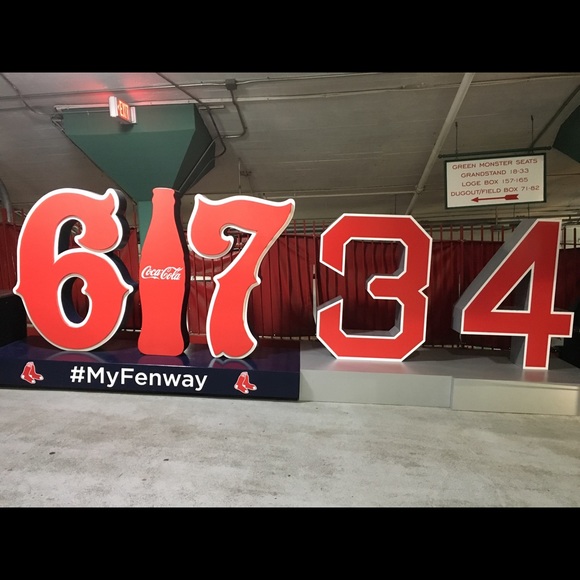 EXIT
GREEN MONSTER SEATS
GRANDSTAND 18-33
LOGE BOX 157-165
DUGOUT/FIELD BOX 71-82
6 7 34
Coca-Cola
#MyFenway